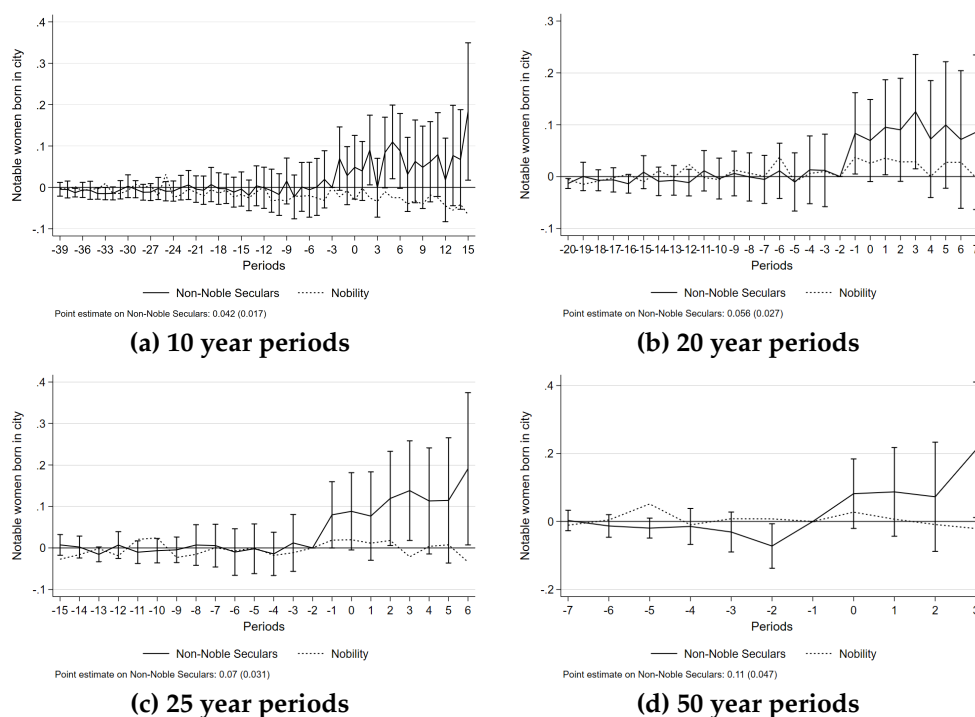 .4
.3
.2
.1
0
-.1
Notable women born in city
-39 -36 -33 -30 -27 -24 -21 -18 -15 -12 -9 -6 -3 0 3 6 9 12 15
Periods
Non-Noble Seculars Nobility
Point estimate on Non-Noble Seculars: 0.042 (0.017)
(a) 10 year periods
.3
.2
.1
0
-.1
Notable women born in city
-20 -19 -18 -17 -16 -15 -14 -13 -12 -11 -10 -9 -8 -7 -6 -5 -4 -3 -2 -1 0 1 2 3 4 5 6 7
Periods
Non-Noble Seculars Nobility
Point estimate on Non-Noble Seculars: 0.056 (0.027)
(b) 20 year periods
.4
.3
.2
.1
0
-.1
Notable women born in city
-15 -14 -13 -12 -11 -10 -9 -8 -7 -6 -5 -4 -3 -2 -1 0 1 2 3 4 5 6
Periods
Non-Noble Seculars Nobility
Point estimate on Non-Noble Seculars: 0.07 (0.031)
(c) 25 year periods
.4
.2
0
-.2
Notable women born in city
-7 -6 -5 -4 -3 -2 -1 0 1 2 3
Periods
Non-Noble Seculars Nobility
Point estimate on Non-Noble Seculars: 0.11 (0.047)
(d) 50 year periods